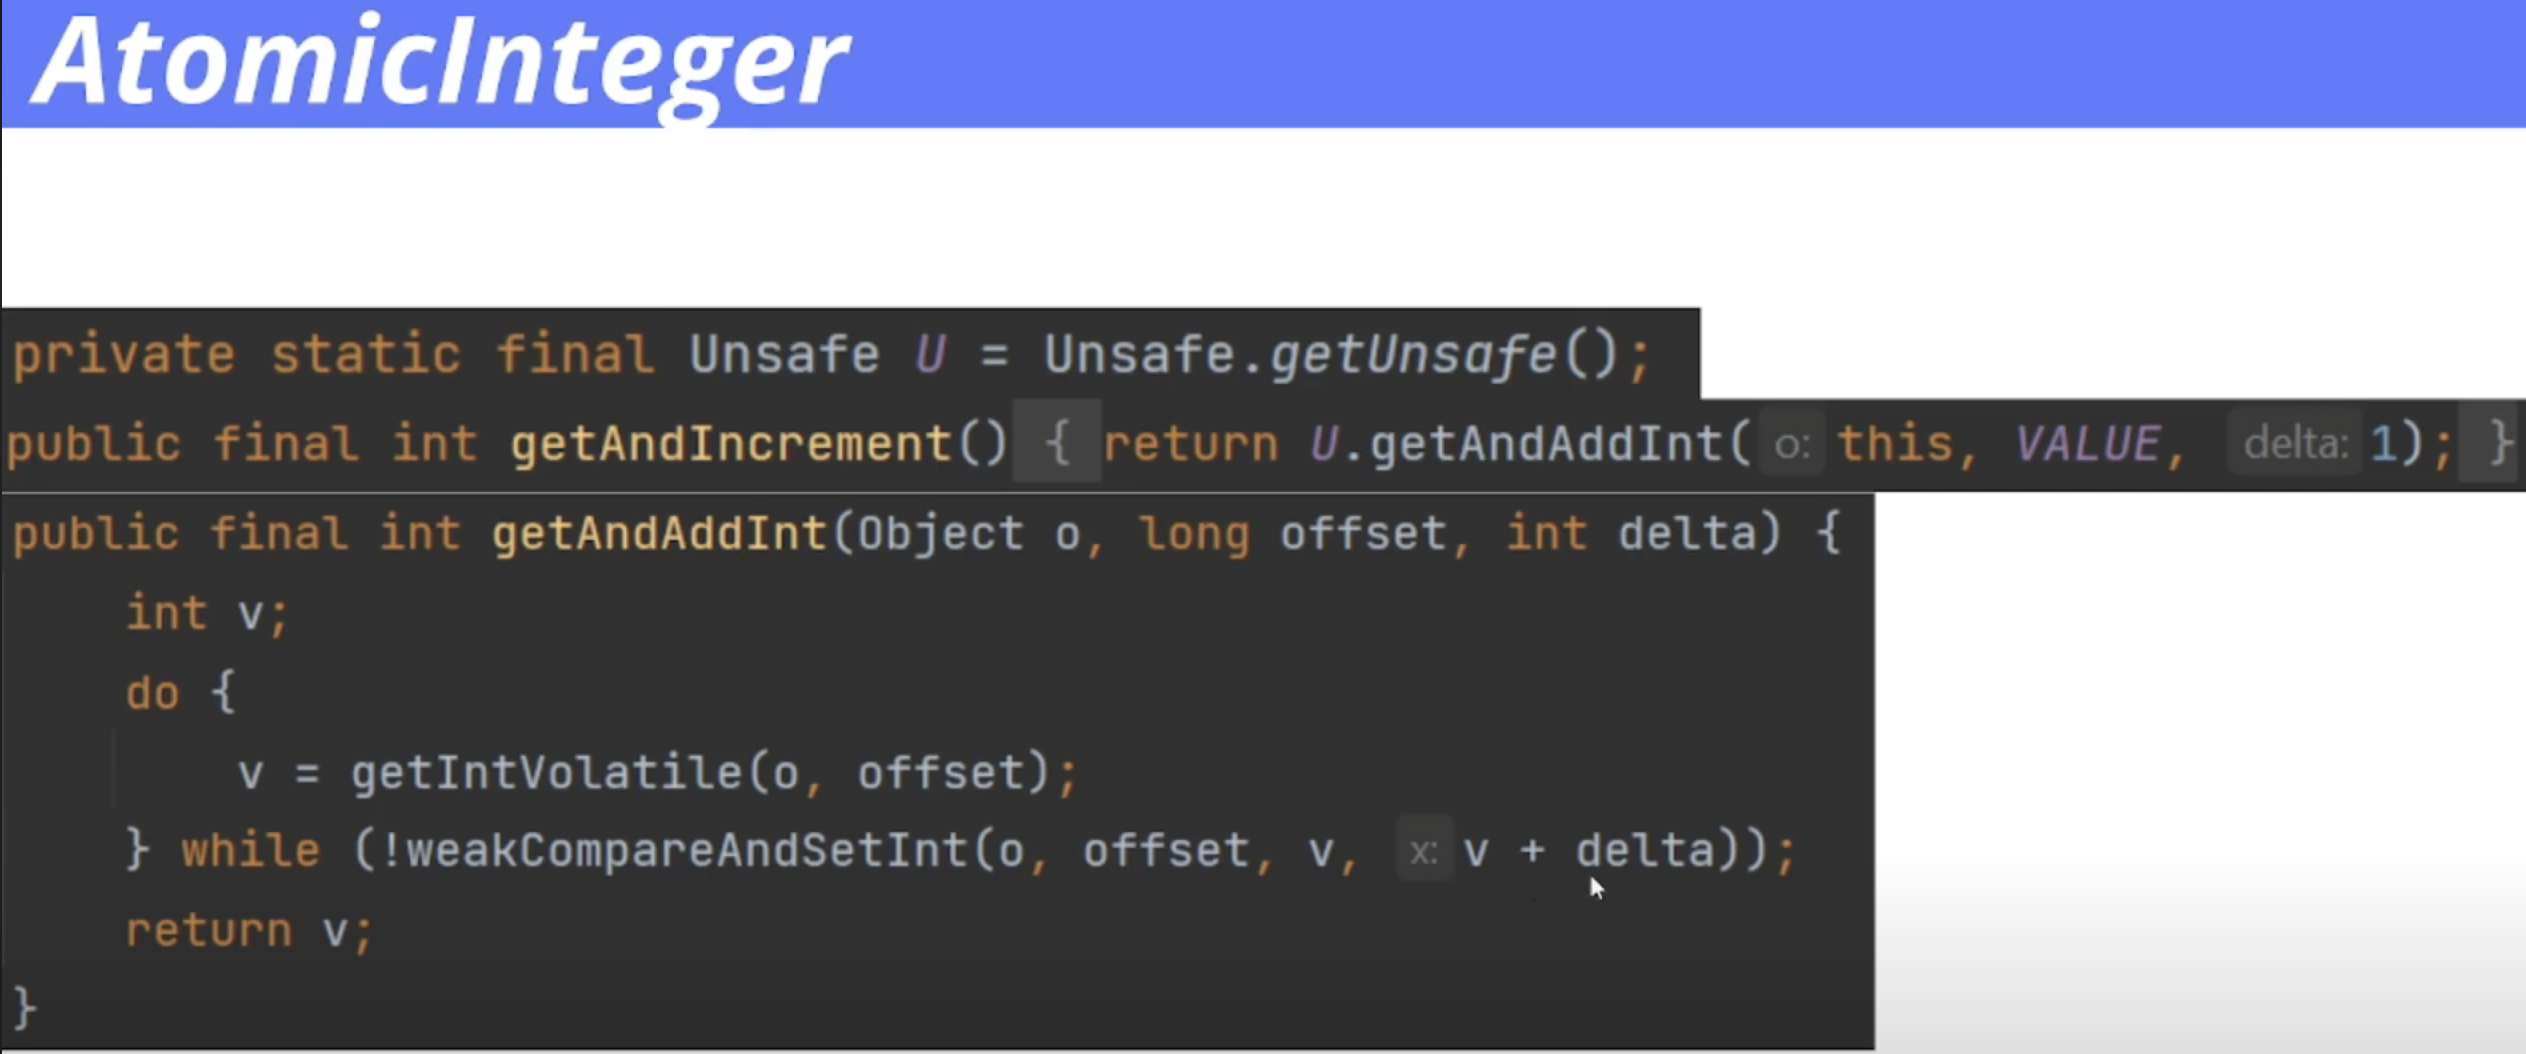 AtomicInteger
private static final Unsafe U = Unsafe.getUnsafe();
public final int getAndIncrement() { return U.getAndAddInt( o: this, VALUE, delta: 1); }
public final int getAndAddInt(Object o, long offset, int delta) {
    int v;
    do {
        v = getIntVolatile(o, offset);
    } while (!weakCompareAndSetInt(o, offset, v, x: v + delta));
    return v;
}